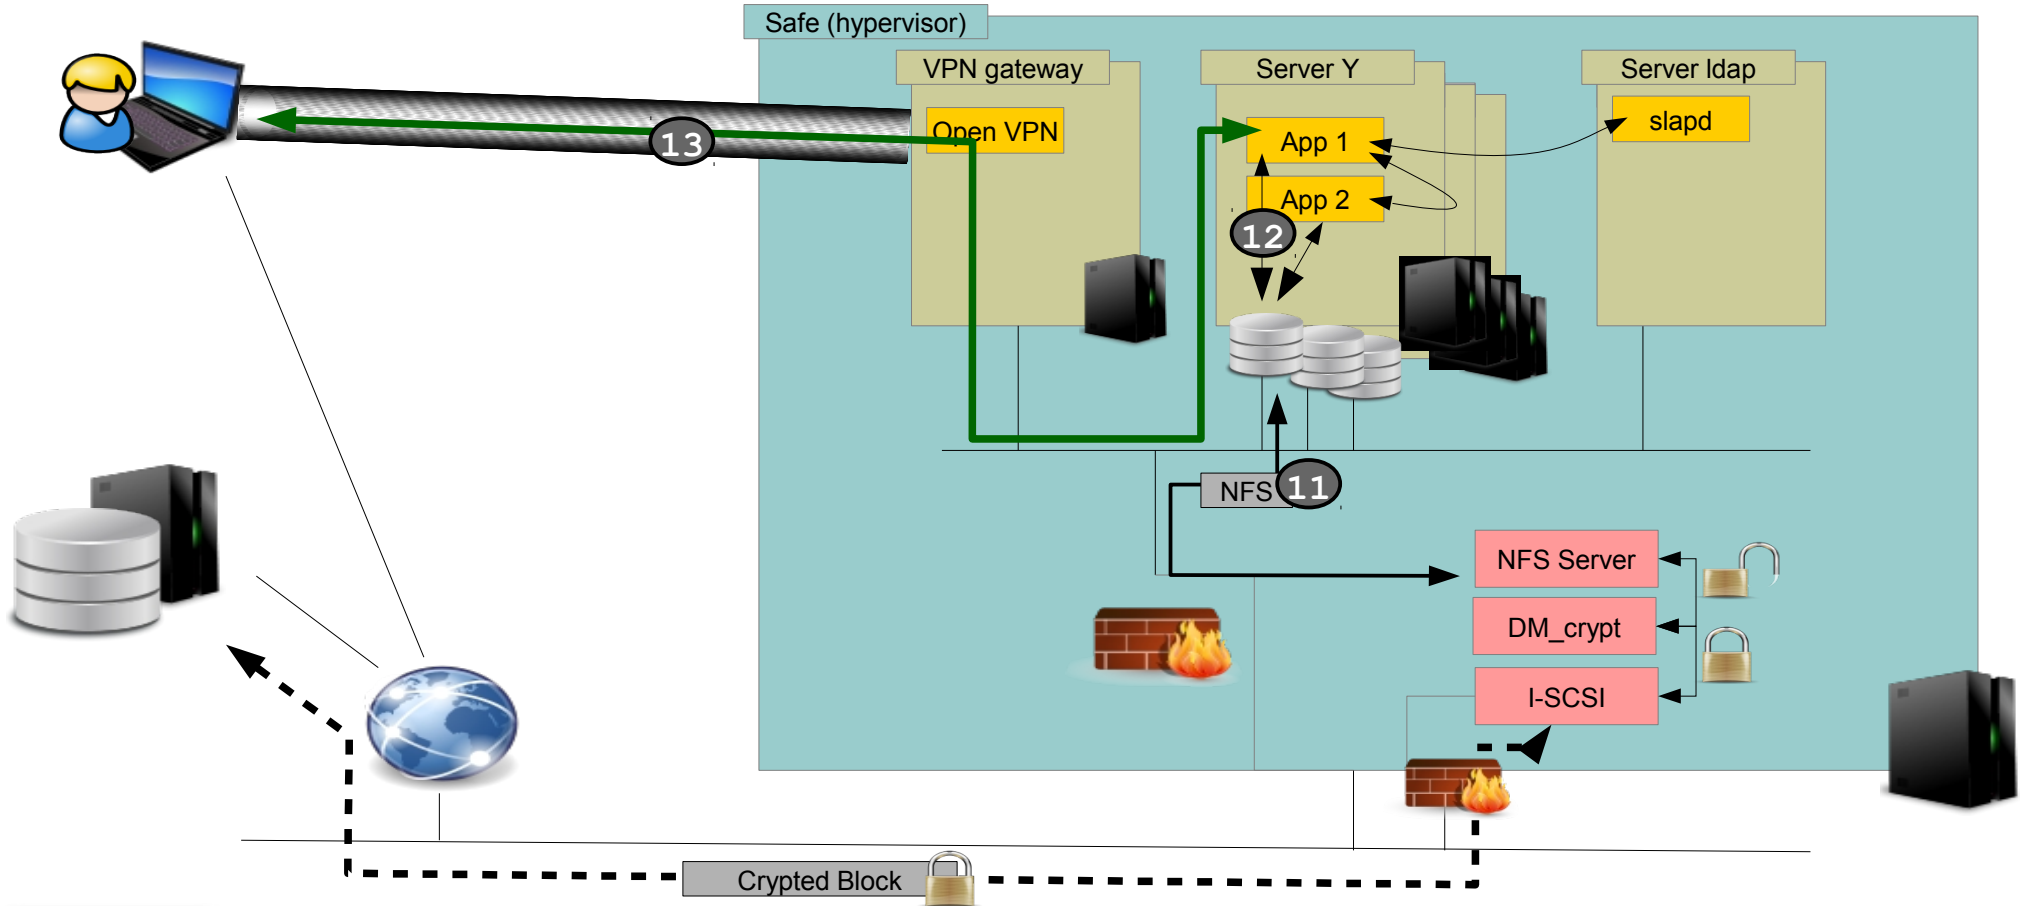 Safe (hypervisor)
VPN gateway
Server Y
Server ldap
Open VPN
App 1
slapd
13
App 2
12
NFS
11
NFS Server
DM_crypt
I-SCSI
Crypted Block